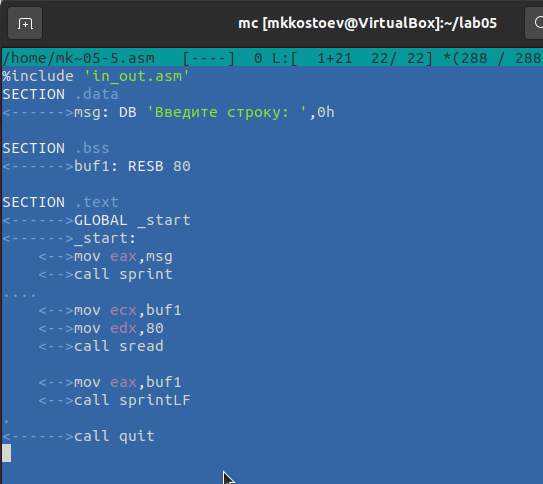 mc [mkkostoev@VirtualBox]:~/lab05
/home/mk~05-5.asm   [----]  0 L:[  1+21  22/ 22] *(288 / 288
%include 'in_out.asm'
SECTION .data
<------>msg: DB 'Введите строку: ',0h
SECTION .bss
<------>buf1: RESB 80
SECTION .text
<------>GLOBAL _start
<------>_start:
    <-->mov eax,msg
    <-->call sprint
....
    <-->mov ecx,buf1
    <-->mov edx,80
    <-->call sread
    <-->mov eax,buf1
    <-->call sprintLF
.
<------>call quit